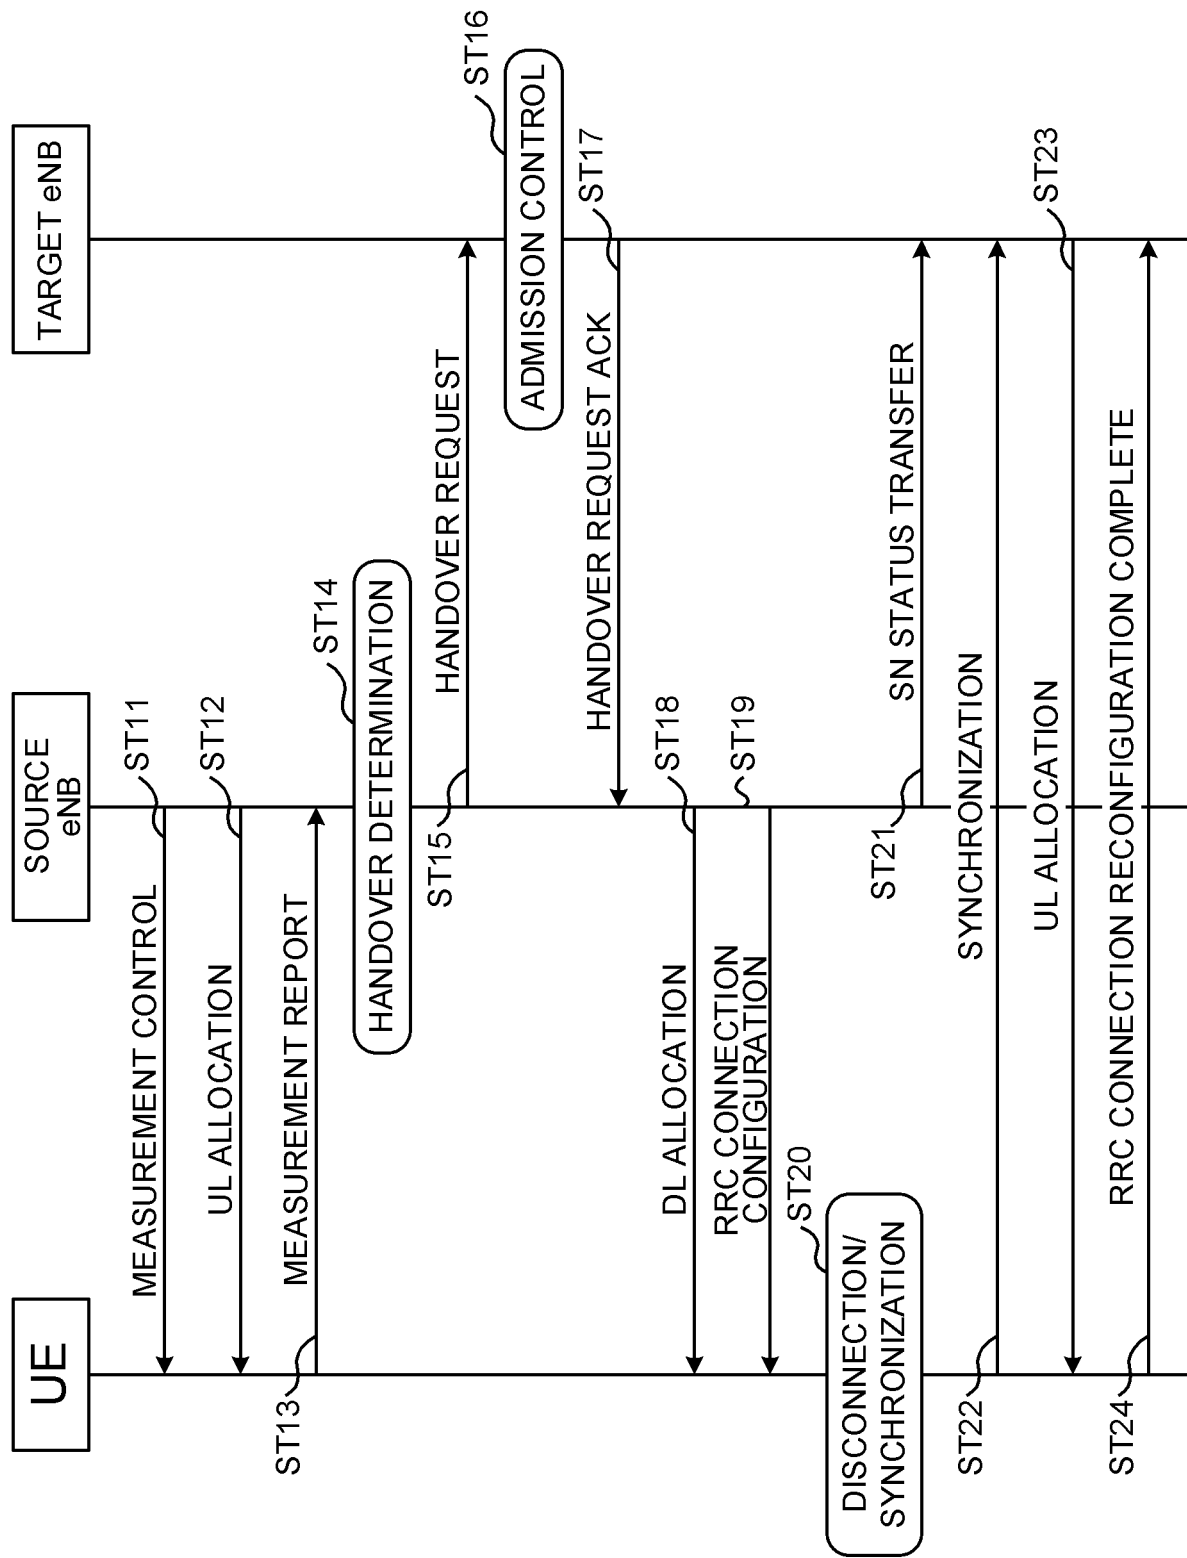 UE
SOURCE
eNB
TARGET eNB
MEASUREMENT CONTROL
ST11
UL ALLOCATION
ST12
ST13
MEASUREMENT REPORT
ST14
HANDOVER DETERMINATION
ST15
HANDOVER REQUEST
ST16
ADMISSION CONTROL
HANDOVER REQUEST ACK
ST17
DL ALLOCATION
ST18
RRC CONNECTION
CONFIGURATION
ST19
ST20
DISCONNECTION/
SYNCHRONIZATION
ST21
SN STATUS TRANSFER
ST22
SYNCHRONIZATION
UL ALLOCATION
ST23
ST24
RRC CONNECTION RECONFIGURATION COMPLETE